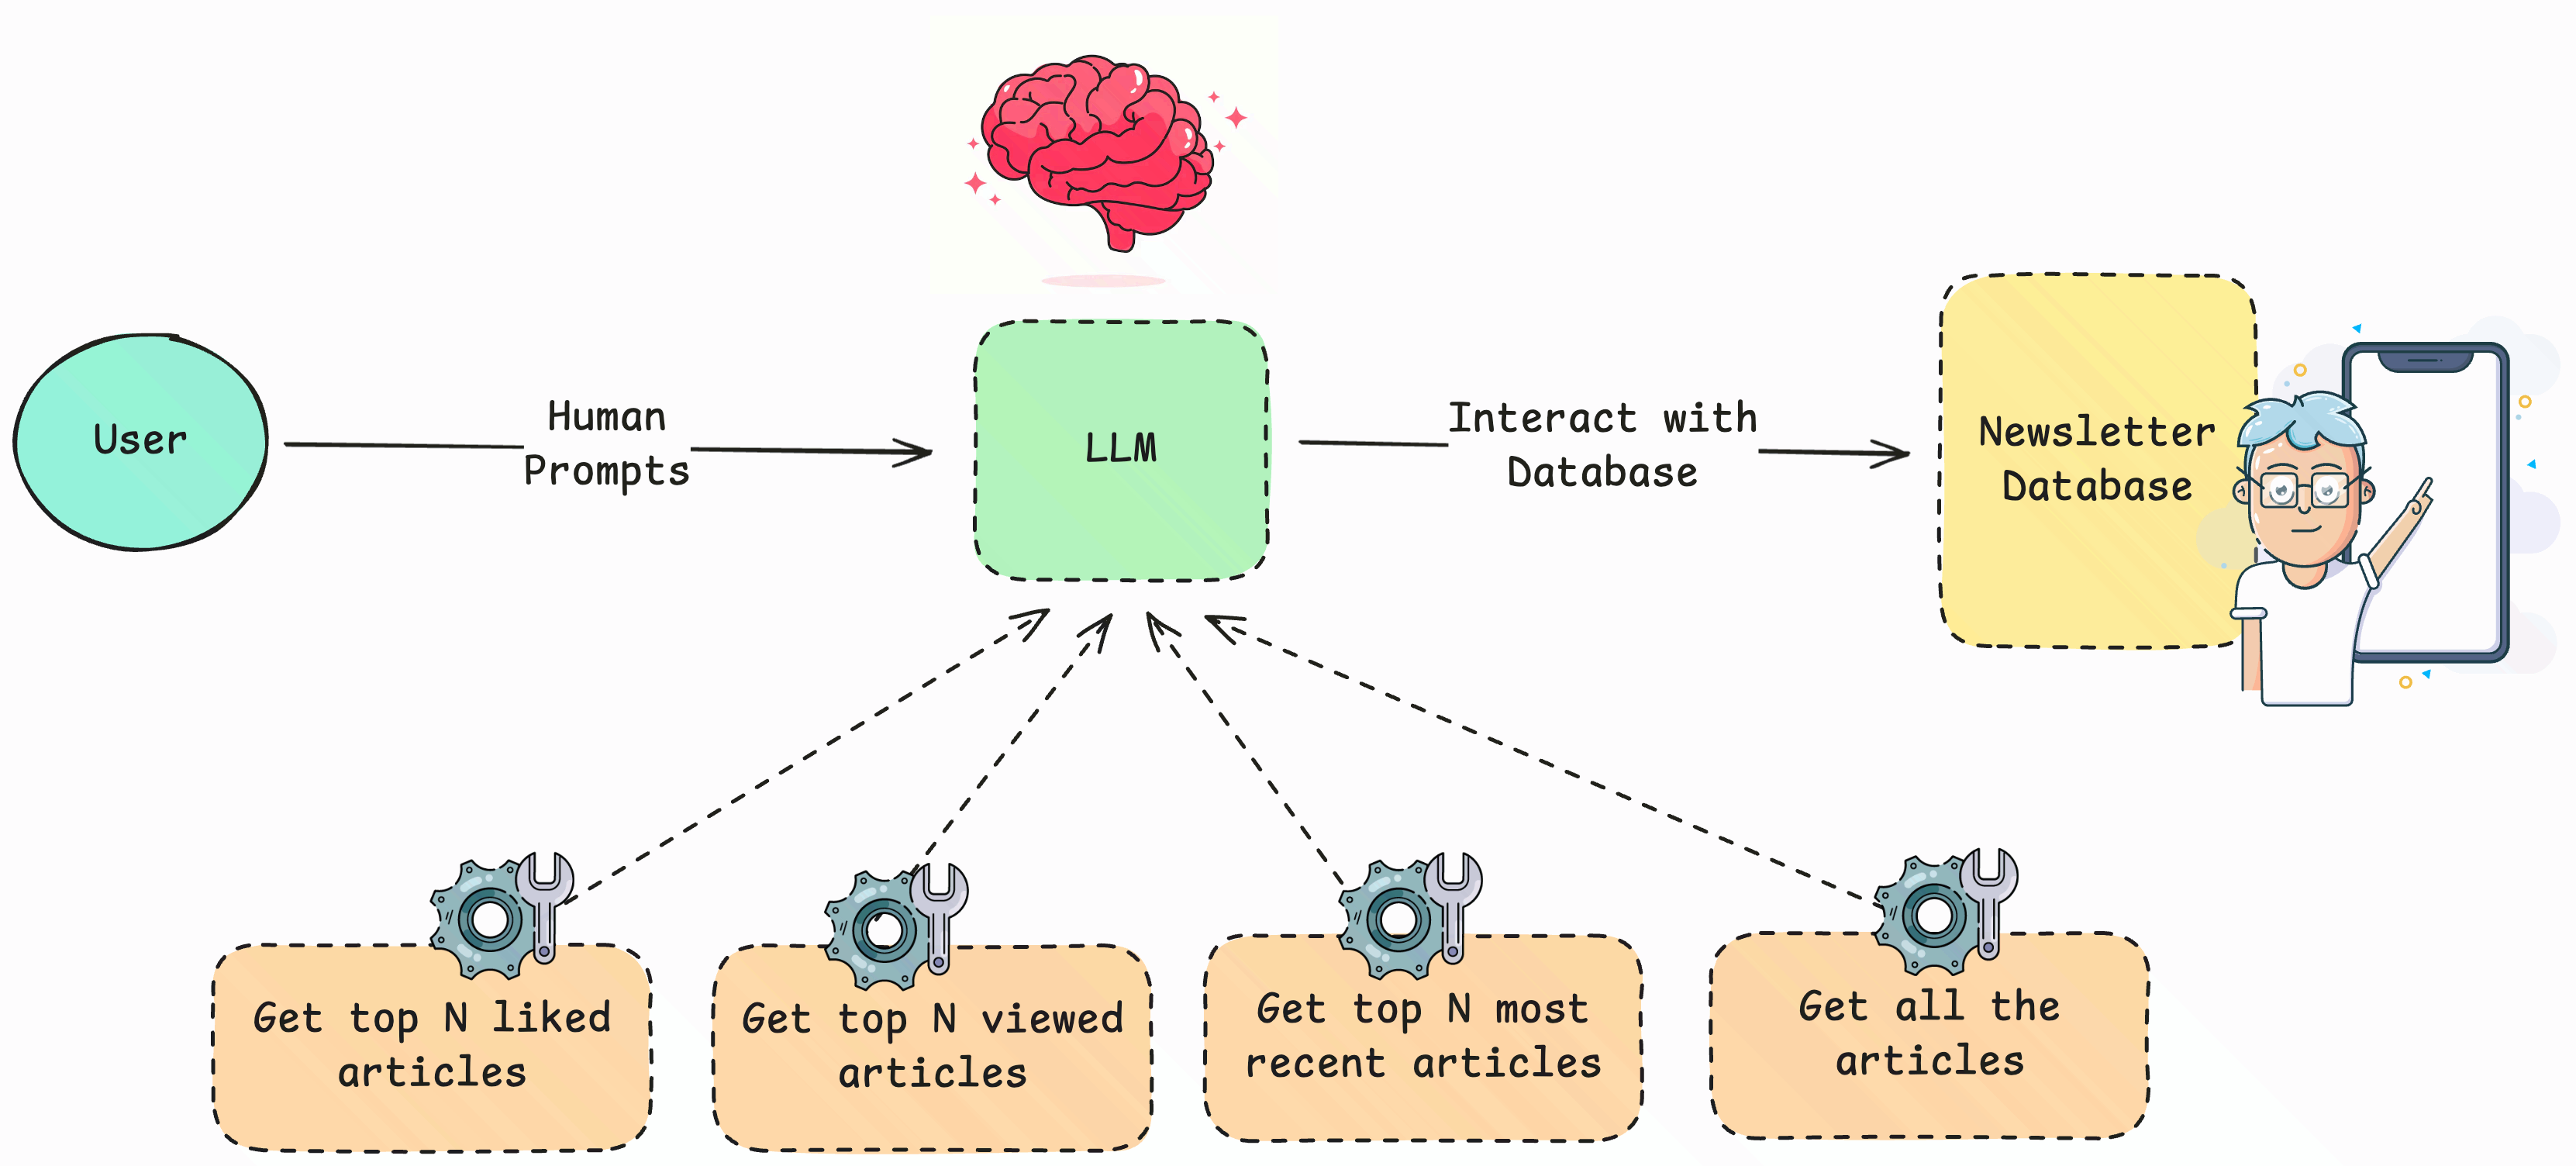 User
Human
Prompts
LLM
Interact with
Database
Newsletter
Database
Get top N liked
articles
Get top N viewed
articles
Get top N most
recent articles
Get all the
articles